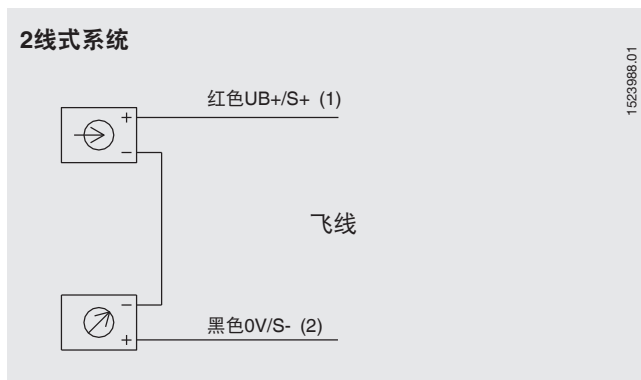 2线式系统
1523988.01
红色UB+/S+ (1)
+
−
飞线
−
+
黑色0V/S- (2)